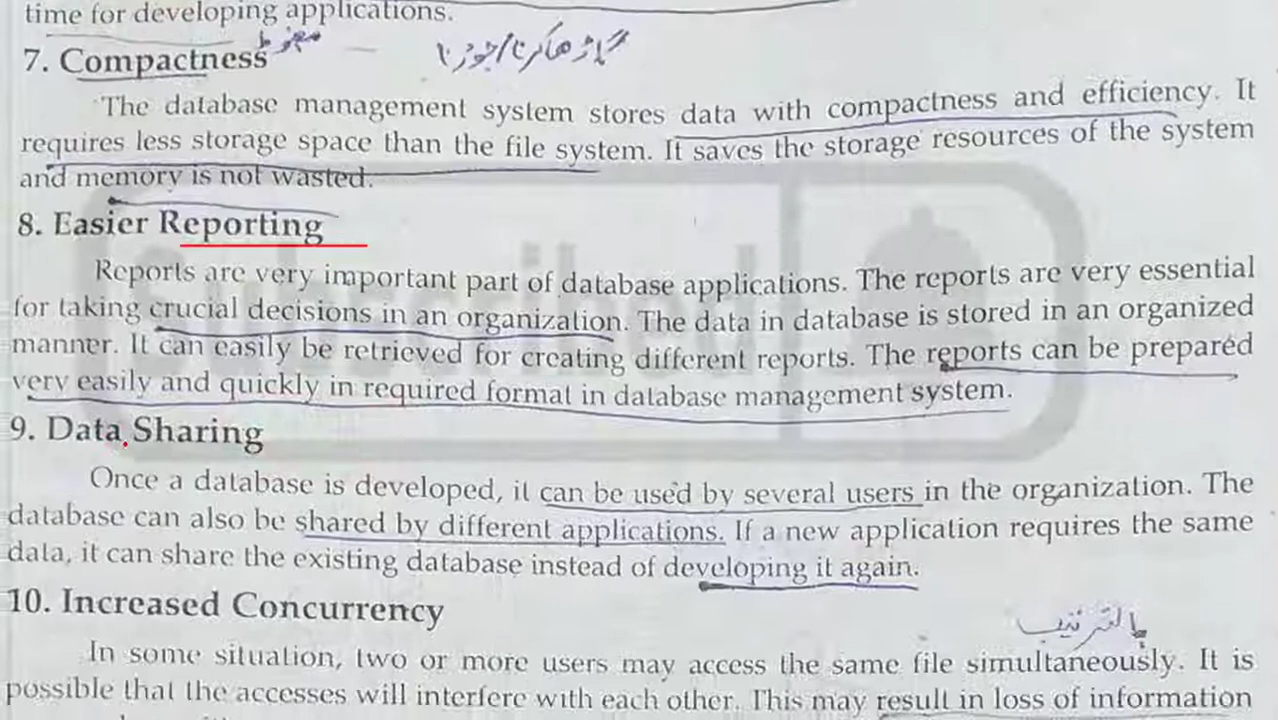 time for developing applications.
7. Compactness مضبوط گاڑھا کرنا/جوڑنا
The database management system stores data with compactness and efficiency. It
requires less storage space than the file system. It saves the storage resources of the system
and memory is not wasted.
8. Easier Reporting
Reports are very important part of database applications. The reports are very essential
for taking crucial decisions in an organization. The data in database is stored in an organized
manner. It can easily be retrieved for creating different reports. The reports can be prepared
very easily and quickly in required format in database management system.
9. Data Sharing
Once a database is developed, it can be used by several users in the organization. The
database can also be shared by different applications. If a new application requires the same
data, it can share the existing database instead of developing it again.
10. Increased Concurrency
In some situation, two or more users may access the same file simultaneously. It is
possible that the accesses will interfere with each other. This may result in loss of information
Subscribed